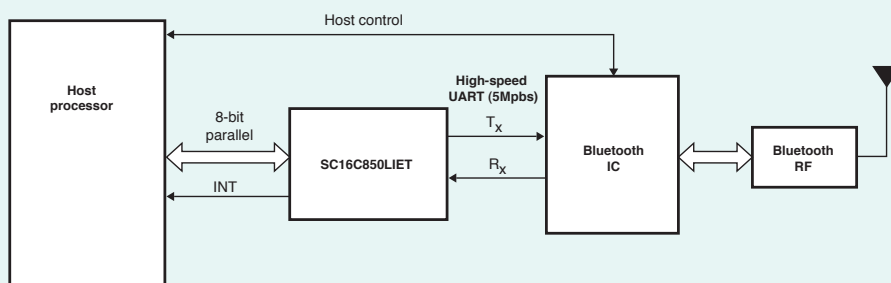 Host control
Host
processor
8-bit
parallel
INT
SC16C850LIET
High-speed
UART (5Mpbs)
Tx
Rx
Bluetooth
IC
Bluetooth
RF